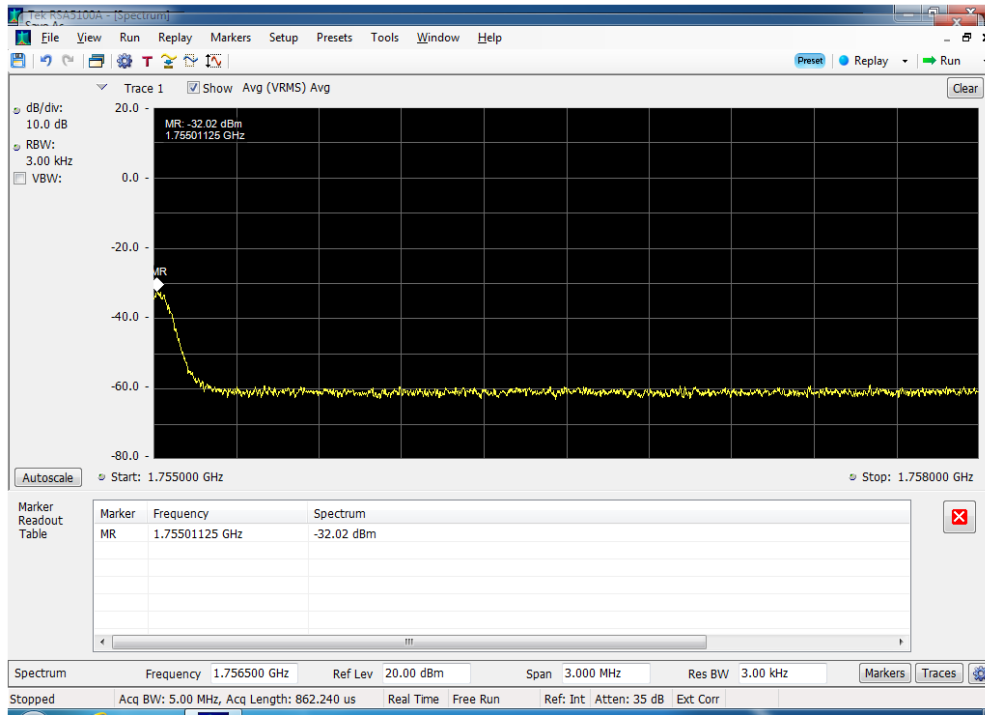 Tek RSA5100A - [Spectrum]
File View Run Replay Markers Setup Presets Tools Window Help
T Preset Replay Run
Trace 1 Show Avg (VRMS) Avg Clear
dB/div:
10.0 dB
RBW:
3.00 kHz
VBW:
20.0
0.0
-20.0
-40.0
-60.0
-80.0
MR: -32.02 dBm
1.75501125 GHz
MR
Autoscale Start: 1.755000 GHz Stop: 1.758000 GHz
Marker
Readout
Table
Marker Frequency Spectrum
MR 1.75501125 GHz -32.02 dBm
Spectrum Frequency 1.756500 GHz Ref Lev 20.00 dBm Span 3.000 MHz Res BW 3.00 kHz Markers Traces
Stopped Acq BW: 5.00 MHz, Acq Length: 862.240 us Real Time Free Run Ref: Int Atten: 35 dB Ext Corr